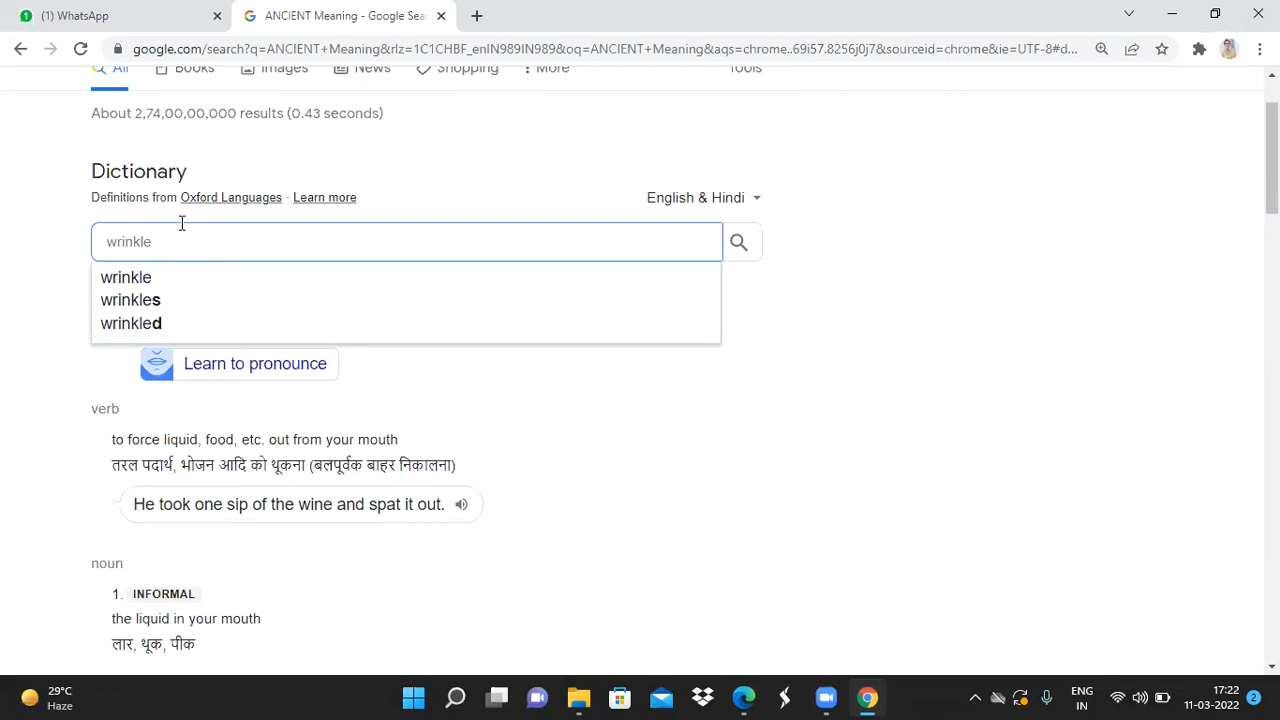 (1) WhatsApp
ANCIENT Meaning - Google Sea
google.com/search?q=ANCIENT+Meaning&rlz=1C1CHBF_enIN989IN989&oq=ANCIENT+Meaning&aqs=chrome..69i57.8256j0j7&sourceid=chrome&ie=UTF-8#d...
All Books Images News Shopping More Tools
About 2,74,00,00,000 results (0.43 seconds)
Dictionary
Definitions from Oxford Languages · Learn more
English & Hindi
wrinkle
wrinkle
wrinkles
wrinkled
Learn to pronounce
verb
to force liquid, food, etc. out from your mouth
तरल पदार्थ, भोजन आदि को थूकना (बलपूर्वक बाहर निकालना)
He took one sip of the wine and spat it out.
noun
1. INFORMAL
the liquid in your mouth
लार, थूक, पीक
29°C
Haze
ENG
IN
17:22
11-03-2022
2